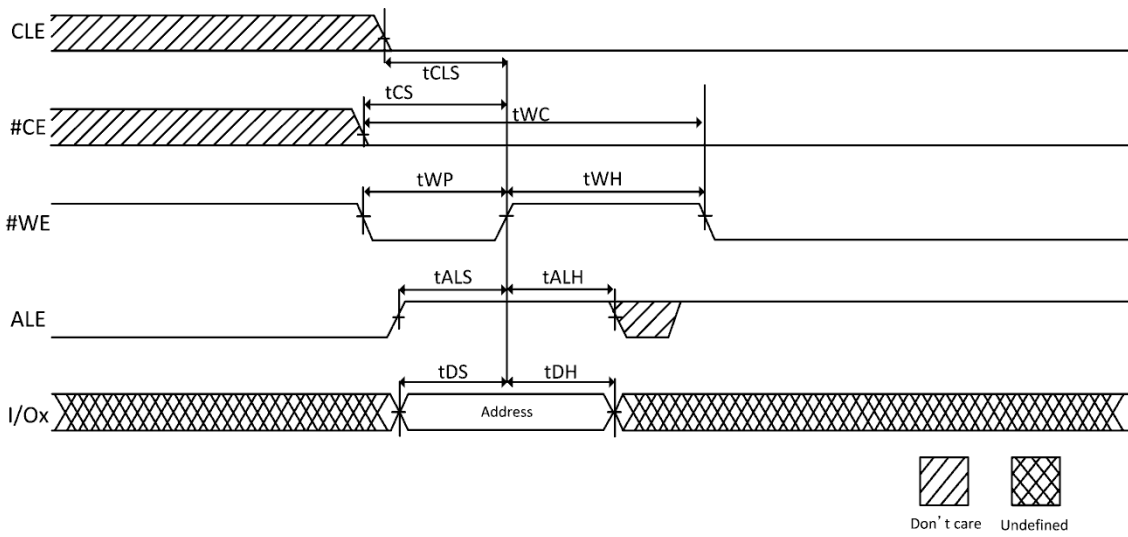 CLE
tCLS
tCS
#CE
tWC
tWP
tWH
#WE
tALS
tALH
ALE
tDS
tDH
I/Ox
Address
Don't care
Undefined